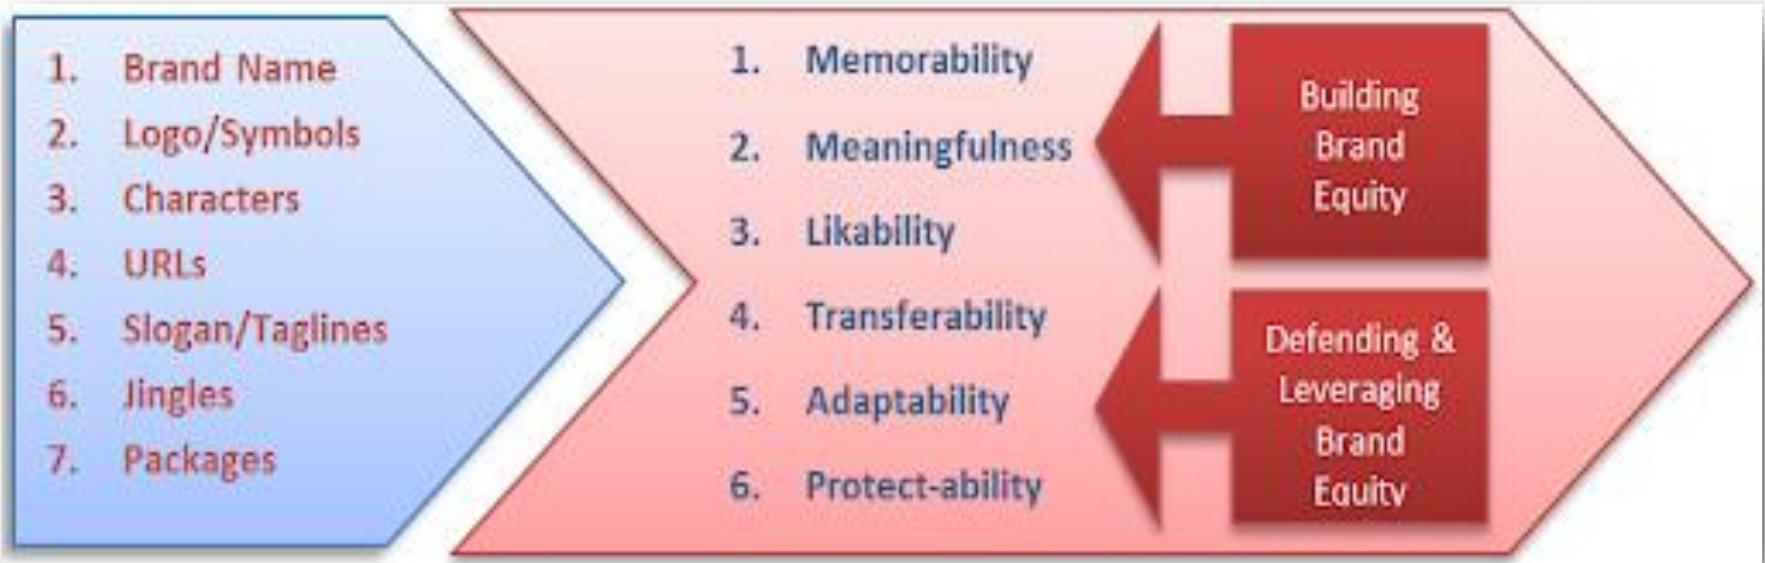 1. Brand Name
2. Logo/Symbols
3. Characters
4. URLs
5. Slogan/Taglines
6. Jingles
7. Packages
1. Memorability
2. Meaningfulness
3. Likability
4. Transferability
5. Adaptability
6. Protect-ability
Building
Brand
Equity
Defending &
Leveraging
Brand
Equity